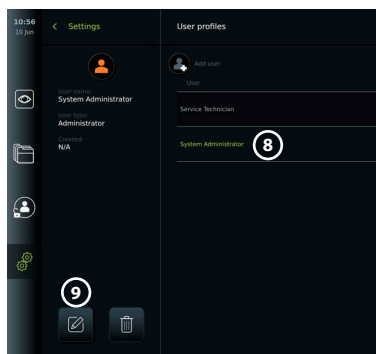 10:56
10 Jun
Settings
User profiles
Add user
User
User name:
System Administrator
User type:
Administrator
Created:
N/A
Service Technician
System Administrator
8
9